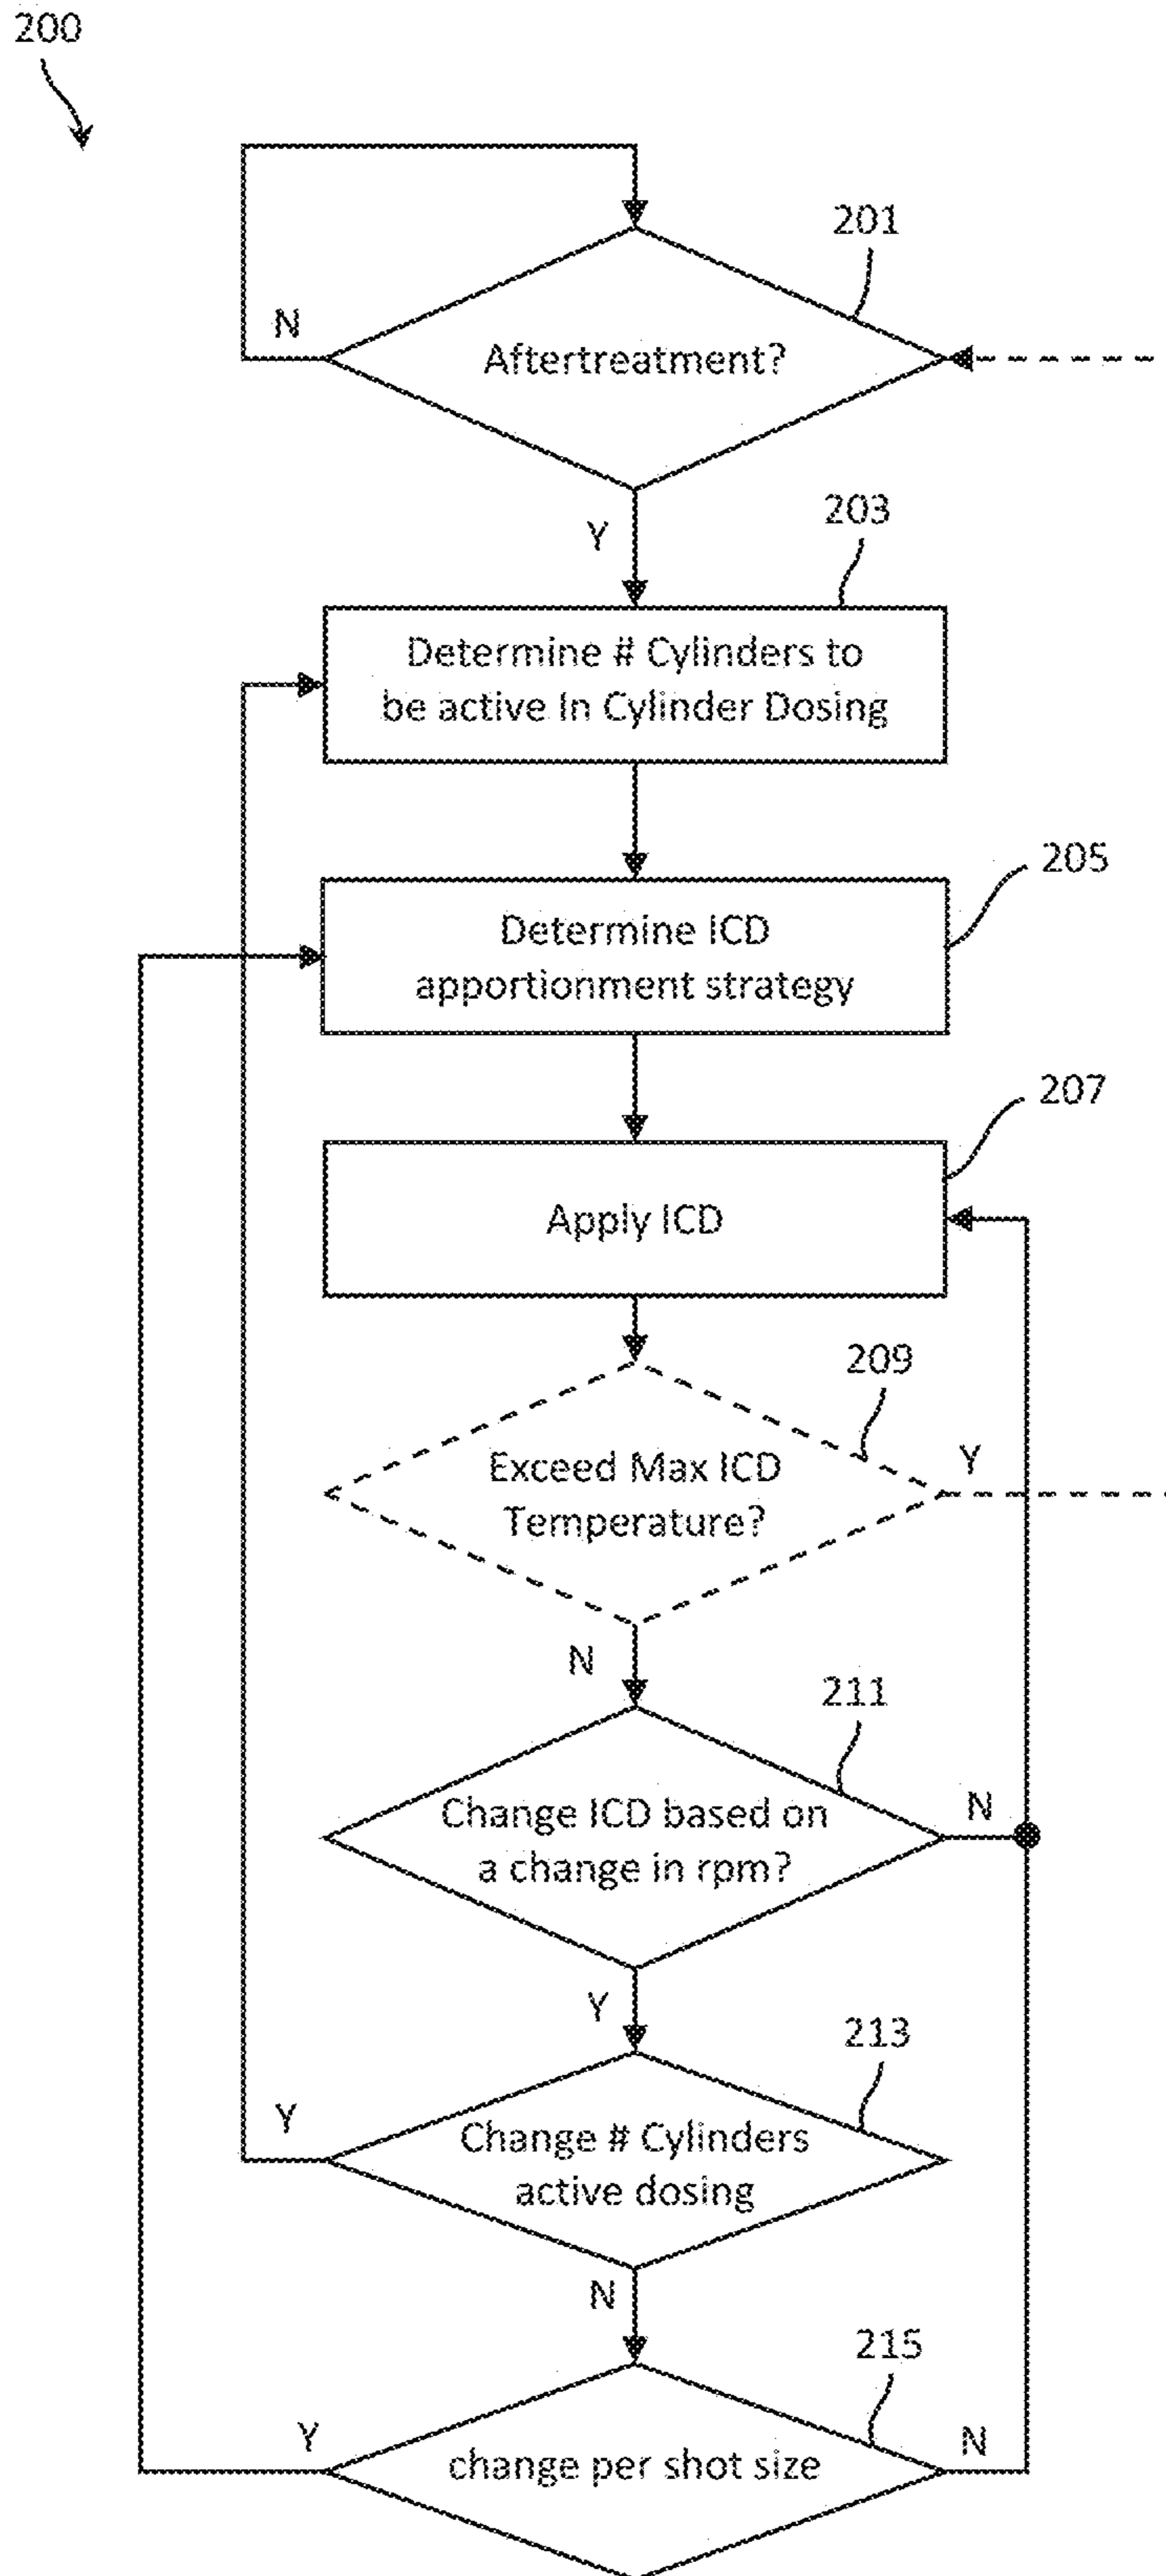 200
201
N
Aftertreatment?
Y
203
Determine # Cylinders to
be active In Cylinder Dosing
205
Determine ICD
apportionment strategy
207
Apply ICD
209
Exceed Max ICD
Temperature?
Y
N
211
Change ICD based on
a change in rpm?
N
Y
213
Y
Change # Cylinders
active dosing
N
215
Y
change per shot size
N